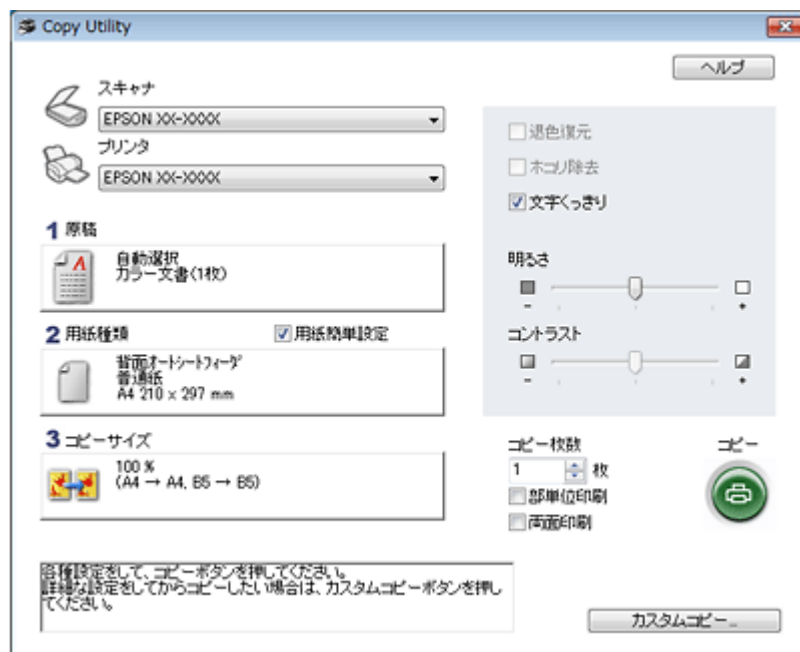 Copy Utility
ヘルプ
スキャナ
EPSON XX-XXXX
プリンタ
EPSON XX-XXXX
1 原稿
自動選択
カラー文書(1枚)
2 用紙種類
用紙簡単設定
背面オートシートフィーダ
普通紙
A4 210 x 297 mm
3 コピーサイズ
100 %
(A4 → A4, B5 → B5)
退色復元
ホコリ除去
文字くっきり
明るさ
- +
コントラスト
- +
コピー枚数
1 枚
部単位印刷
両面印刷
コピー
各種設定をして、コピーボタンを押してください。
詳細な設定をしてからコピーしたい場合は、カスタムコピーボタンを押し
てください。
カスタムコピー...